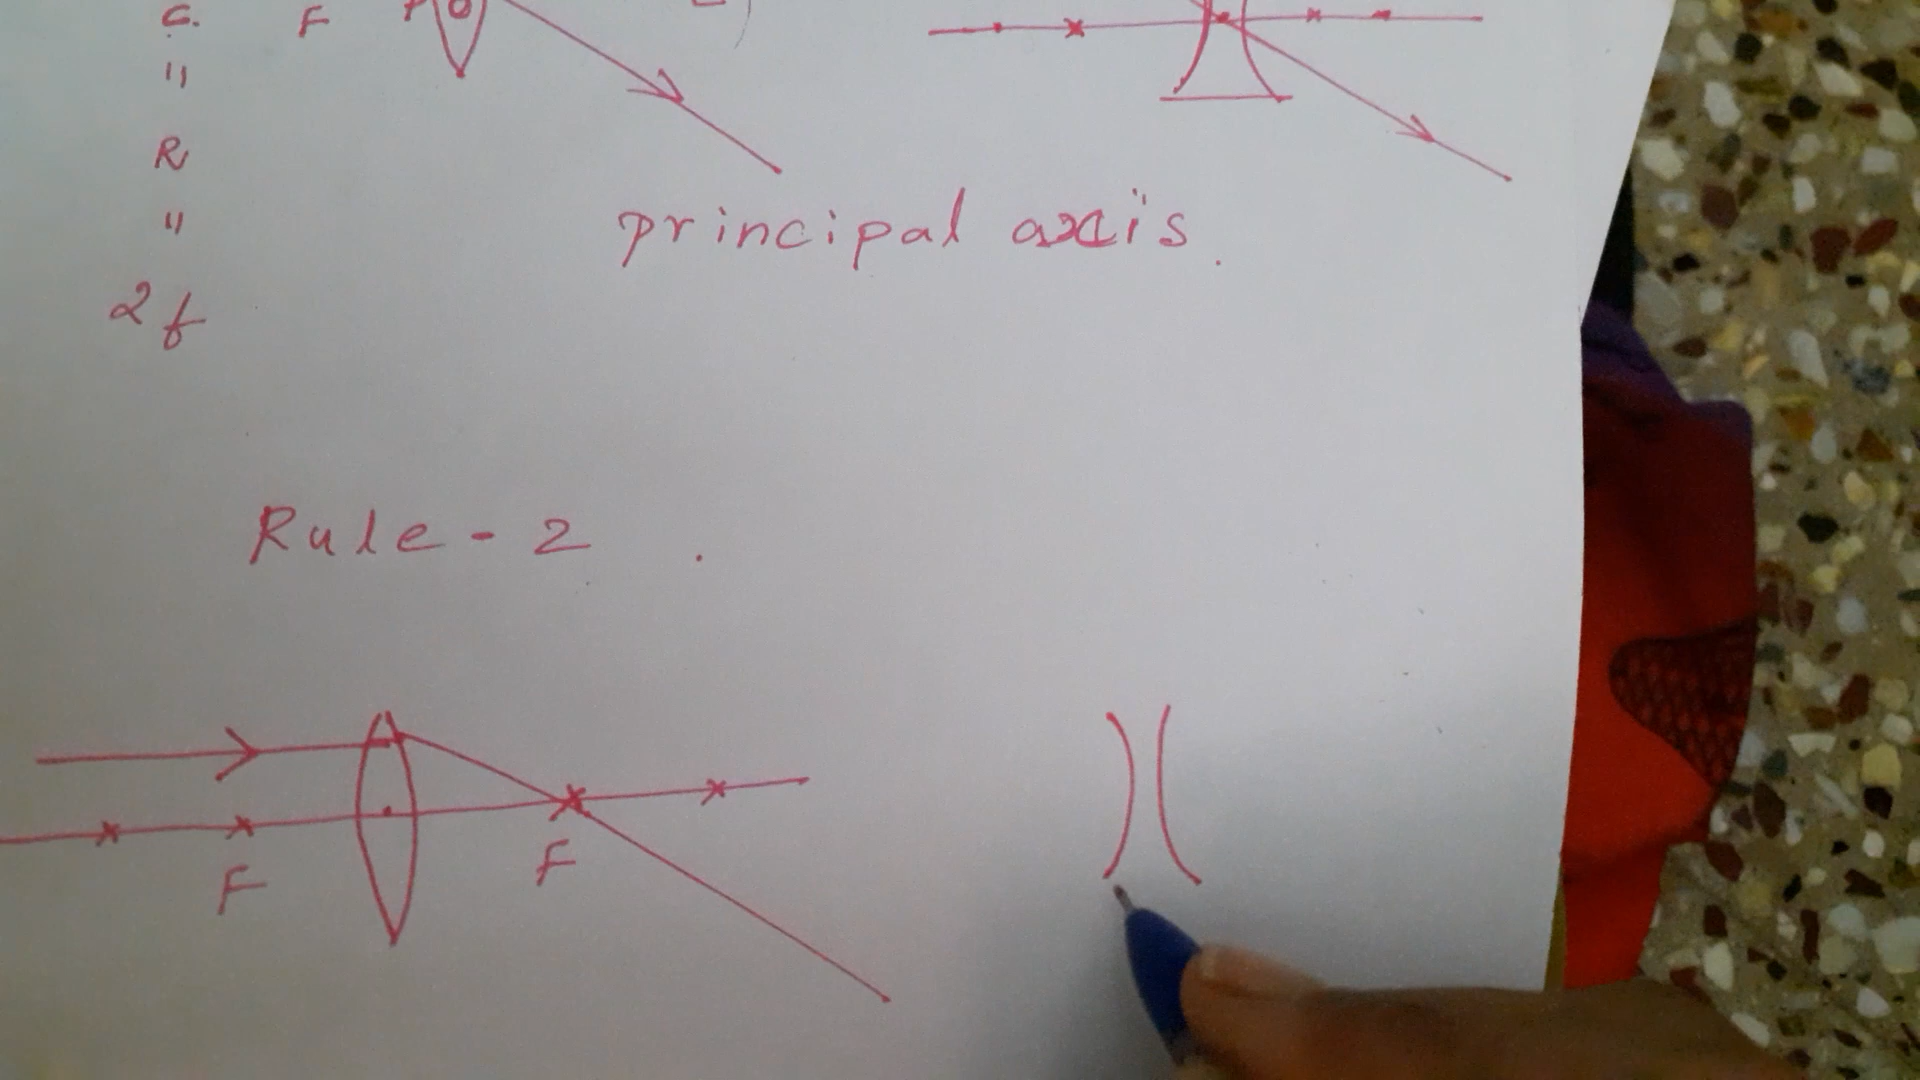 C. F P O
"
R
"
2f
principal axis.
Rule - 2 .
F F